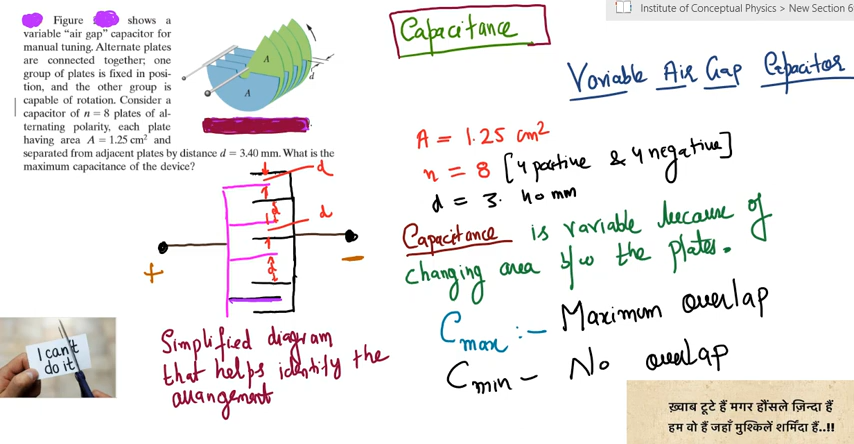 Institute of Conceptual Physics > New Section 6
Figure shows a
variable “air gap” capacitor for
manual tuning. Alternate plates
are connected together; one
group of plates is fixed in posi-
tion, and the other group is
capable of rotation. Consider a
capacitor of n = 8 plates of al-
ternating polarity, each plate
having area A = 1.25 cm² and
separated from adjacent plates by distance d = 3.40 mm. What is the
maximum capacitance of the device?
A
A
d
Capacitance
Variable Air Gap Capacitor
A = 1.25 cm²
n = 8 [4 positive & 4 negative]
d = 3.40 mm
Capacitance is variable because of
changing area b/w the plates.
Cmax :- Maximum overlap
Cmin - No overlap
d
d
d
d
+
-
Simplified diagram
that helps identify the
arrangement
I can't
do it
ख़्वाब टूटे हैं मगर हौंसले ज़िन्दा हैं
हम वो हैं जहाँ मुश्किलें शर्मिंदा हैं..!!